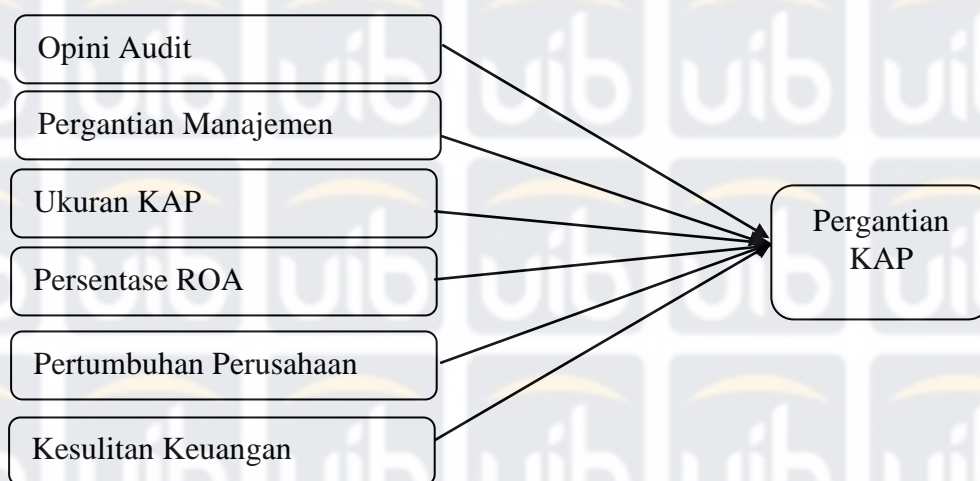 Opini Audit
Pergantian Manajemen
Ukuran KAP
Persentase ROA
Pertumbuhan Perusahaan
Kesulitan Keuangan
Pergantian
KAP